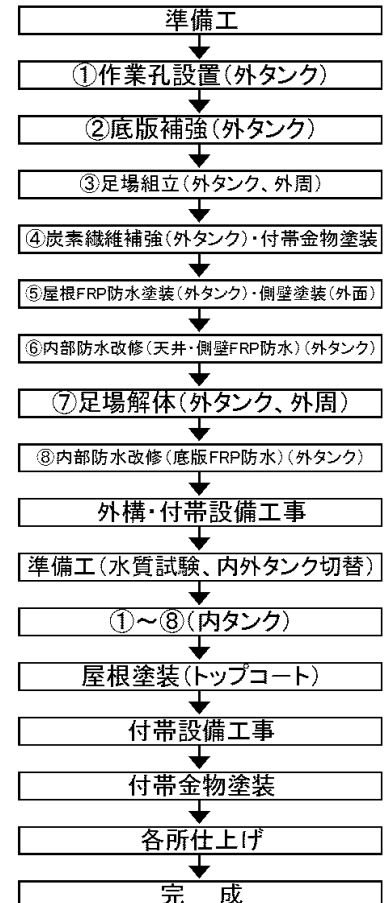 準備工
①作業孔設置(外タンク)
②底版補強(外タンク)
③足場組立(外タンク、外周)
④炭素繊維補強(外タンク)・付帯金物塗装
⑤屋根FRP防水塗装(外タンク)・側壁塗装(外面)
⑥内部防水改修(天井・側壁FRP防水)(外タンク)
⑦足場解体(外タンク、外周)
⑧内部防水改修(底版FRP防水)(外タンク)
外構・付帯設備工事
準備工(水質試験、内外タンク切替)
①～⑧(内タンク)
屋根塗装(トップコート)
付帯設備工事
付帯金物塗装
各所仕上げ
完　成